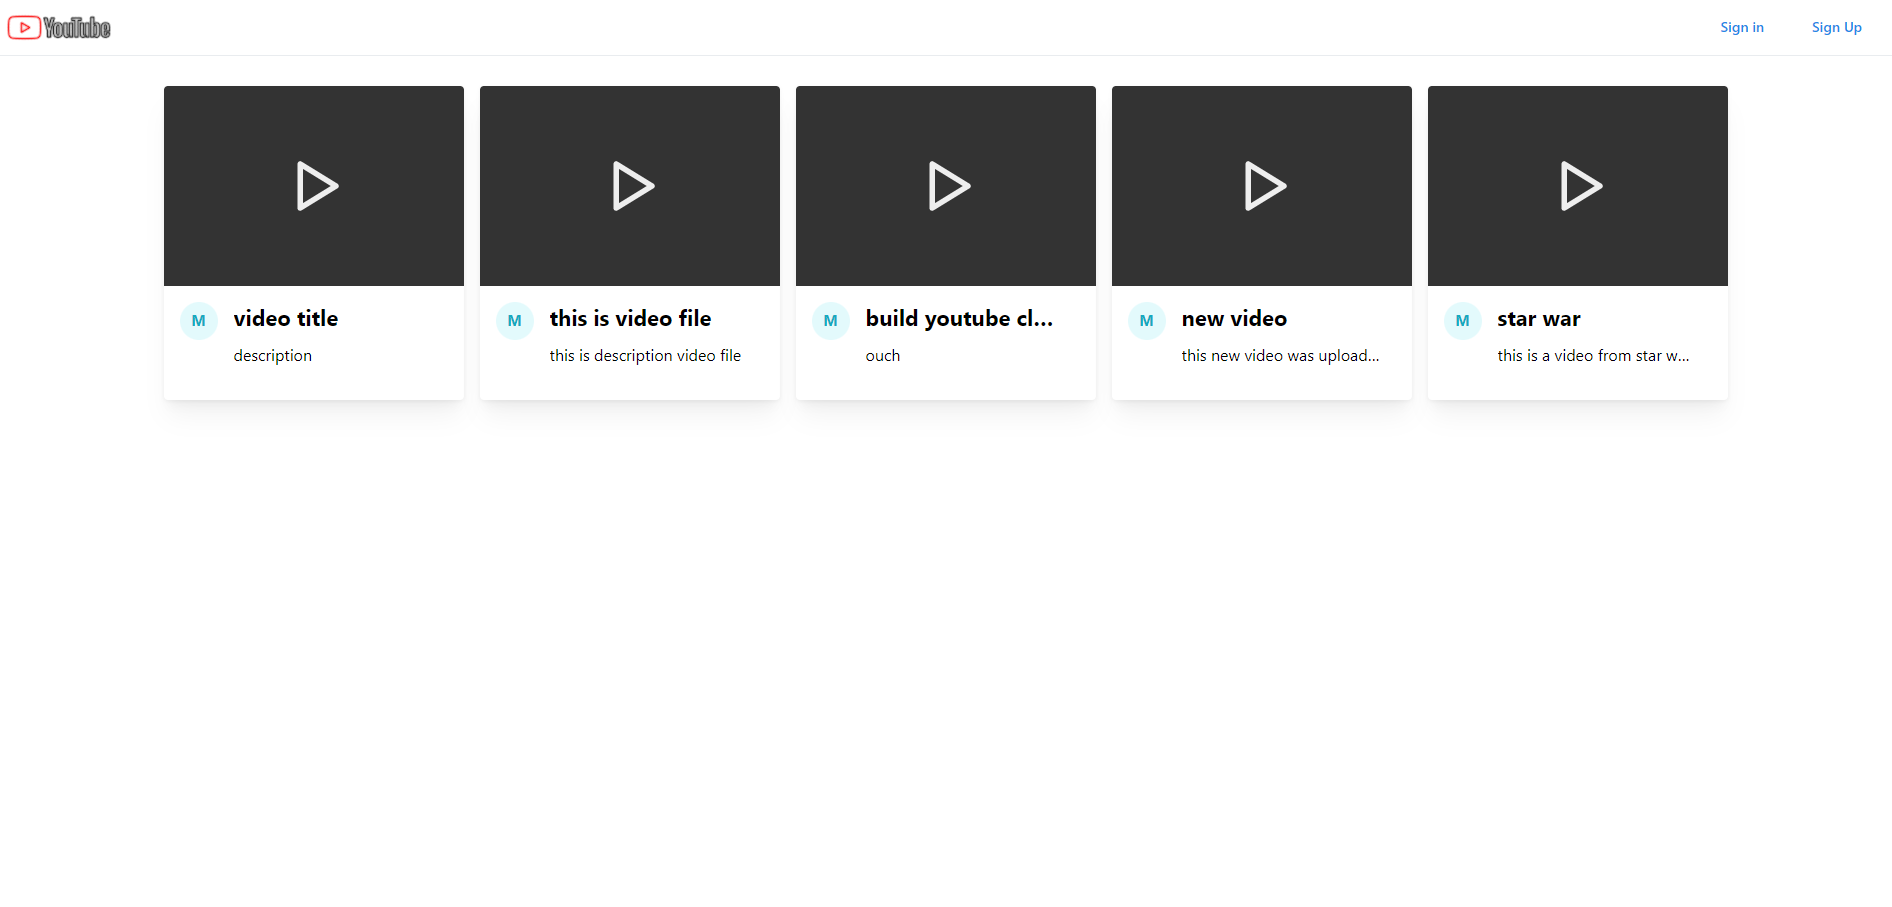 YouTube
Sign in
Sign Up
M
video title
description
M
this is video file
this is description video file
M
build youtube cl...
ouch
M
new video
this new video was upload...
M
star war
this is a video from star w...